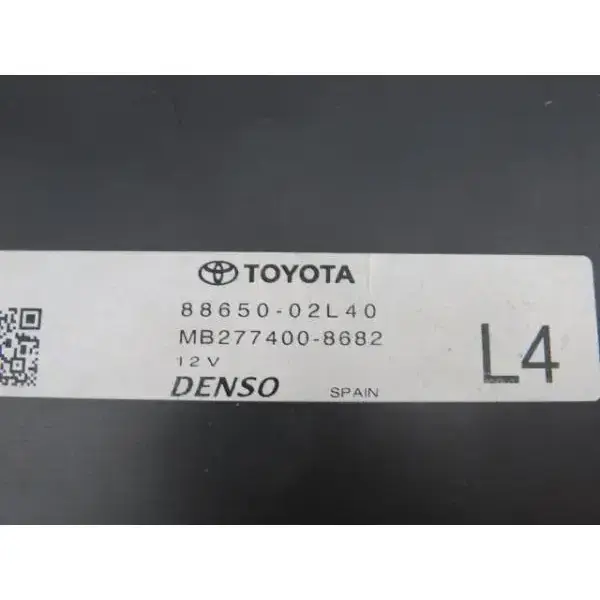 TOYOTA
88650-02L40
MB277400-8682
12V
DENSO SPAIN
L4